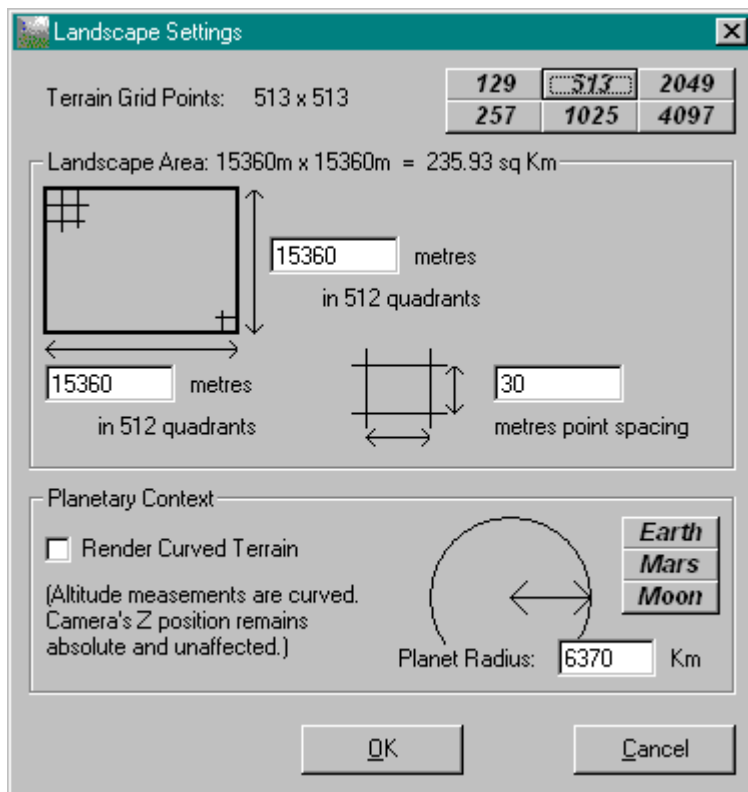 Landscape Settings
Terrain Grid Points: 513 x 513
129 513 2049
257 1025 4097
Landscape Area: 15360m x 15360m = 235.93 sq Km
15360 metres
in 512 quadrants
15360 metres
in 512 quadrants
30
metres point spacing
Planetary Context
Render Curved Terrain
(Altitude measements are curved.
Camera's Z position remains
absolute and unaffected.)
Earth
Mars
Moon
Planet Radius: 6370 Km
OK Cancel